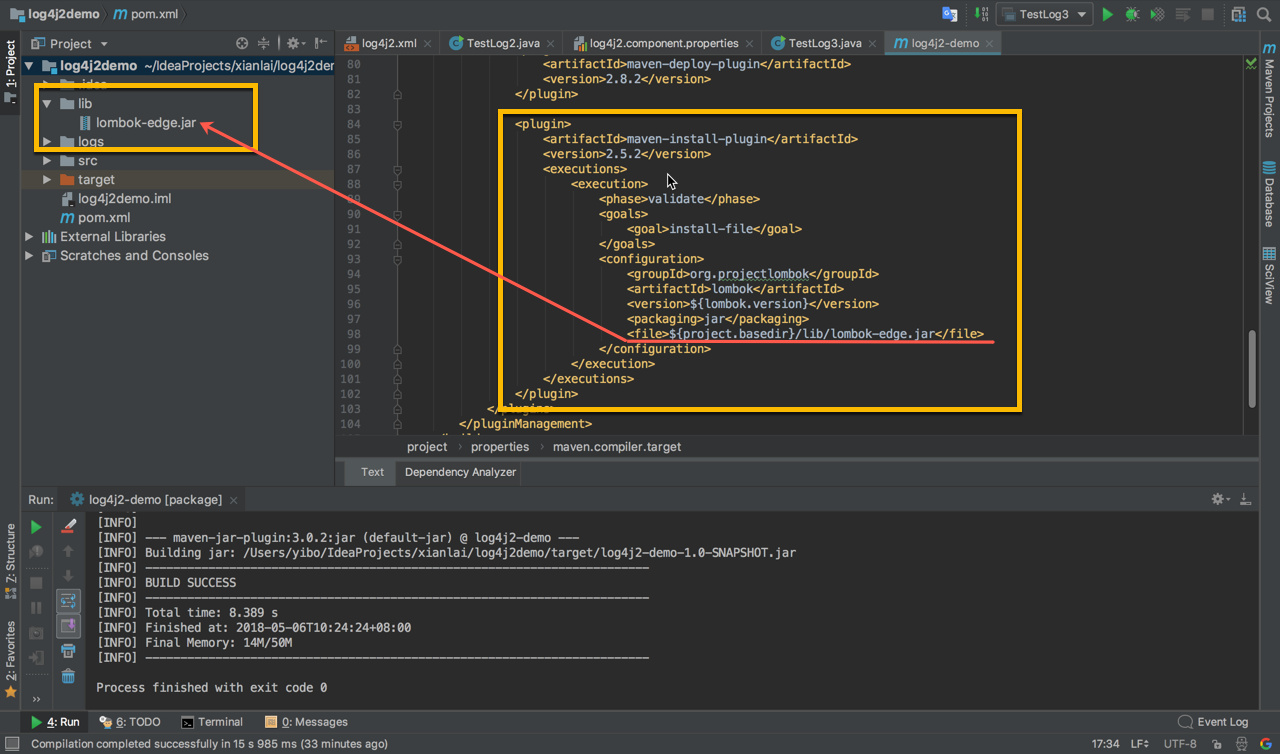 log4j2demo
pom.xml
TestLog3
1: Project
Project
log4j2.xml
TestLog2.java
log4j2.component.properties
TestLog3.java
log4j2-demo
log4j2demo ~/IdeaProjects/xianlai/log4j2der
.idea
lib
lombok-edge.jar
logs
src
target
log4j2demo.iml
pom.xml
External Libraries
Scratches and Consoles
80 <artifactId>maven-deploy-plugin</artifactId>
81 <version>2.8.2</version>
82 </plugin>
83
84 <plugin>
85 <artifactId>maven-install-plugin</artifactId>
86 <version>2.5.2</version>
87 <executions>
88 <execution>
89 <phase>validate</phase>
90 <goals>
91 <goal>install-file</goal>
92 </goals>
93 <configuration>
94 <groupId>org.projectlombok</groupId>
95 <artifactId>lombok</artifactId>
96 <version>${lombok.version}</version>
97 <packaging>jar</packaging>
98 <file>${project.basedir}/lib/lombok-edge.jar</file>
99 </configuration>
100 </execution>
101 </executions>
102 </plugin>
103 </plugins>
104 </pluginManagement>
Maven Projects
Database
SciView
project
properties
maven.compiler.target
Text
Dependency Analyzer
Run:
log4j2-demo [package]
[INFO]
[INFO] --- maven-jar-plugin:3.0.2:jar (default-jar) @ log4j2-demo ---
[INFO] Building jar: /Users/yibo/IdeaProjects/xianlai/log4j2demo/target/log4j2-demo-1.0-SNAPSHOT.jar
[INFO] ------------------------------------------------------------------------
[INFO] BUILD SUCCESS
[INFO] ------------------------------------------------------------------------
[INFO] Total time: 8.389 s
[INFO] Finished at: 2018-05-06T10:24:24+08:00
[INFO] Final Memory: 14M/50M
[INFO] ------------------------------------------------------------------------
Process finished with exit code 0
7: Structure
2: Favorites
4: Run
6: TODO
Terminal
0: Messages
Event Log
Compilation completed successfully in 15 s 985 ms (33 minutes ago)
17:34
LF
UTF-8